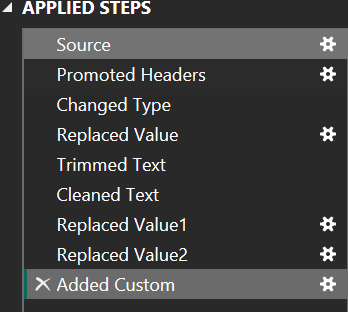 APPLIED STEPS
Source
Promoted Headers
Changed Type
Replaced Value
Trimmed Text
Cleaned Text
Replaced Value1
Replaced Value2
Added Custom